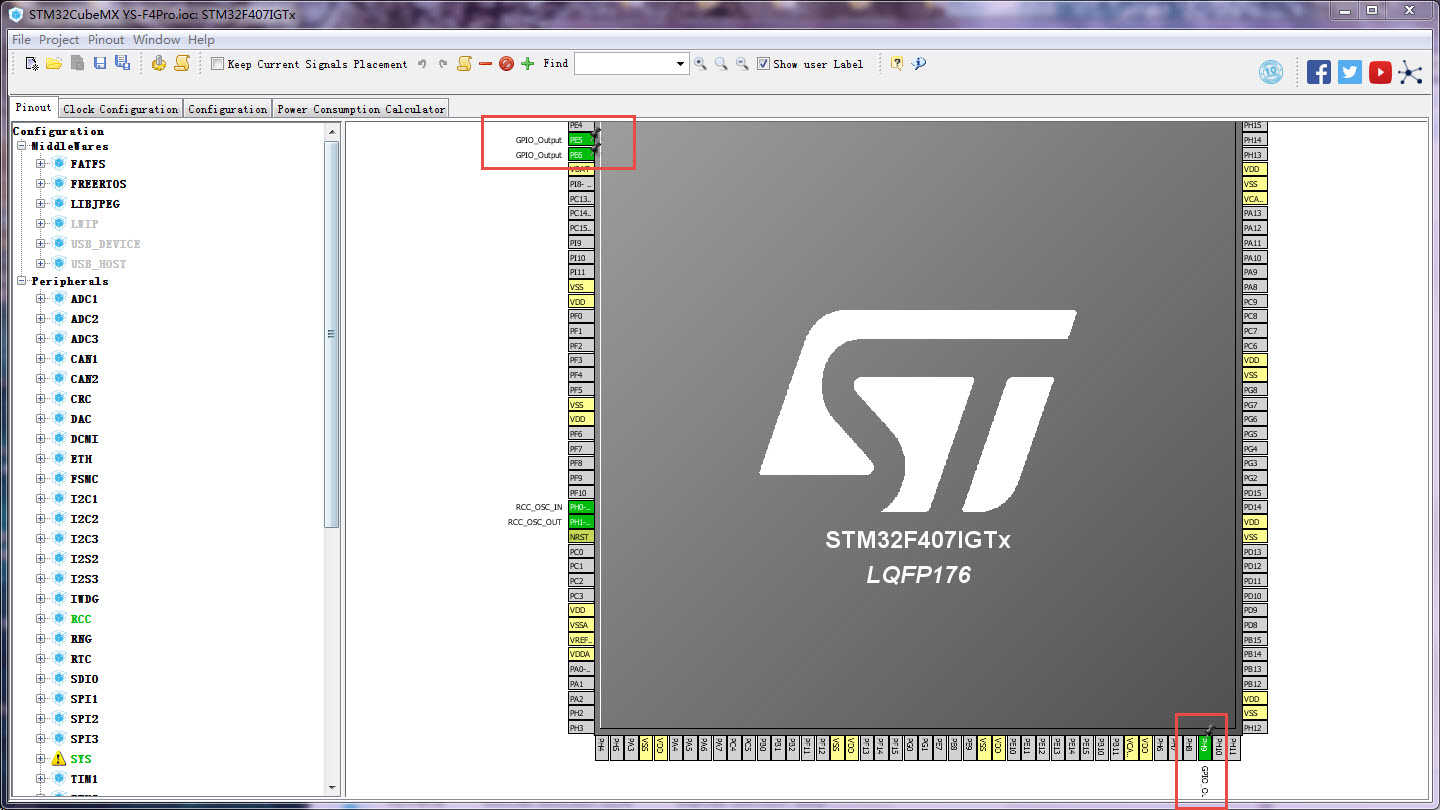 STM32CubeMX YS-F4Pro.ioc: STM32F407IGTx
File Project Pinout Window Help
Keep Current Signals Placement
Find
Show user Label
Pinout
Clock Configuration
Configuration
Power Consumption Calculator
Configuration
MiddleWares
FATFS
FREERTOS
LIBJPEG
LWIP
USB_DEVICE
USB_HOST
Peripherals
ADC1
ADC2
ADC3
CAN1
CAN2
CRC
DAC
DCMI
ETH
FSMC
I2C1
I2C2
I2C3
I2S2
I2S3
IWDG
RCC
RNG
RTC
SDIO
SPI1
SPI2
SPI3
SYS
TIM1
PE4
GPIO_Output PE5
GPIO_Output PE6
VBAT
PI8-..
PC13..
PC14..
PC15..
PI9
PI10
PI11
VSS
VDD
PF0
PF1
PF2
PF3
PF4
PF5
VSS
VDD
PF6
PF7
PF8
PF9
PF10
RCC_OSC_IN PH0-..
RCC_OSC_OUT PH1-..
NRST
PC0
PC1
PC2
PC3
VDD
VSSA
VREF..
VDDA
PA0-..
PA1
PA2
PH2
PH3
STM32F407IGTx
LQFP176
PH4
PH5
PA3
VSS
VDD
PA4
PA5
PA6
PA7
PC4
PC5
PB0
PB1
PB2
PF11
PF12
VSS
VDD
PF13
PF14
PF15
PG0
PG1
PE7
PE8
PE9
VSS
VDD
PE10
PE11
PE12
PE13
PE14
PE15
PB10
PB11
VCA..
VDD
PH6
PH7
PH8
PH9
PH10
PH11
PH15
PH14
PH13
VDD
VSS
VCA..
PA13
PA12
PA11
PA10
PA9
PA8
PC9
PC8
PC7
PC6
VDD
VSS
PG8
PG7
PG6
PG5
PG4
PG3
PG2
PD15
PD14
VDD
VSS
PD13
PD12
PD11
PD10
PD9
PD8
PB15
PB14
PB13
PB12
VDD
VSS
PH12